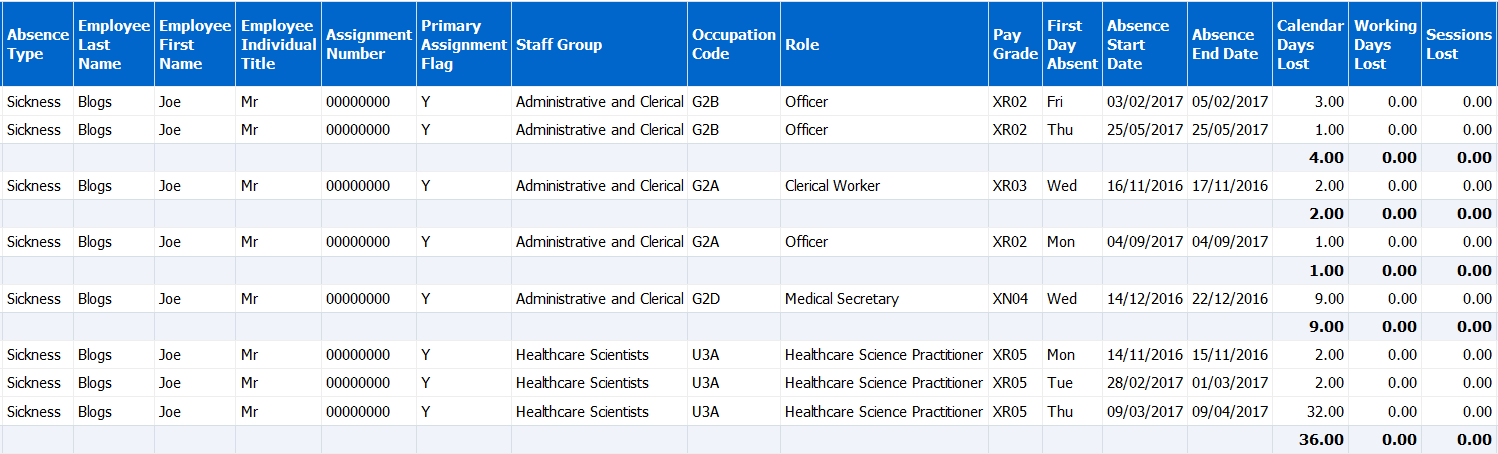 Absence Type Employee Last Name Employee First Name Employee Individual Title Assignment Number Primary Assignment Flag Staff Group Occupation Code Role Pay Grade First Day Absent Absence Start Date Absence End Date Calendar Days Lost Working Days Lost Sessions Lost
Sickness Blogs Joe Mr 00000000 Y Administrative and Clerical G2B Officer XR02 Fri 03/02/2017 05/02/2017 3.00 0.00 0.00
Sickness Blogs Joe Mr 00000000 Y Administrative and Clerical G2B Officer XR02 Thu 25/05/2017 25/05/2017 1.00 0.00 0.00
4.00 0.00 0.00
Sickness Blogs Joe Mr 00000000 Y Administrative and Clerical G2A Clerical Worker XR03 Wed 16/11/2016 17/11/2016 2.00 0.00 0.00
2.00 0.00 0.00
Sickness Blogs Joe Mr 00000000 Y Administrative and Clerical G2A Officer XR02 Mon 04/09/2017 04/09/2017 1.00 0.00 0.00
1.00 0.00 0.00
Sickness Blogs Joe Mr 00000000 Y Administrative and Clerical G2D Medical Secretary XN04 Wed 14/12/2016 22/12/2016 9.00 0.00 0.00
9.00 0.00 0.00
Sickness Blogs Joe Mr 00000000 Y Healthcare Scientists U3A Healthcare Science Practitioner XR05 Mon 14/11/2016 15/11/2016 2.00 0.00 0.00
Sickness Blogs Joe Mr 00000000 Y Healthcare Scientists U3A Healthcare Science Practitioner XR05 Tue 28/02/2017 01/03/2017 2.00 0.00 0.00
Sickness Blogs Joe Mr 00000000 Y Healthcare Scientists U3A Healthcare Science Practitioner XR05 Thu 09/03/2017 09/04/2017 32.00 0.00 0.00
36.00 0.00 0.00